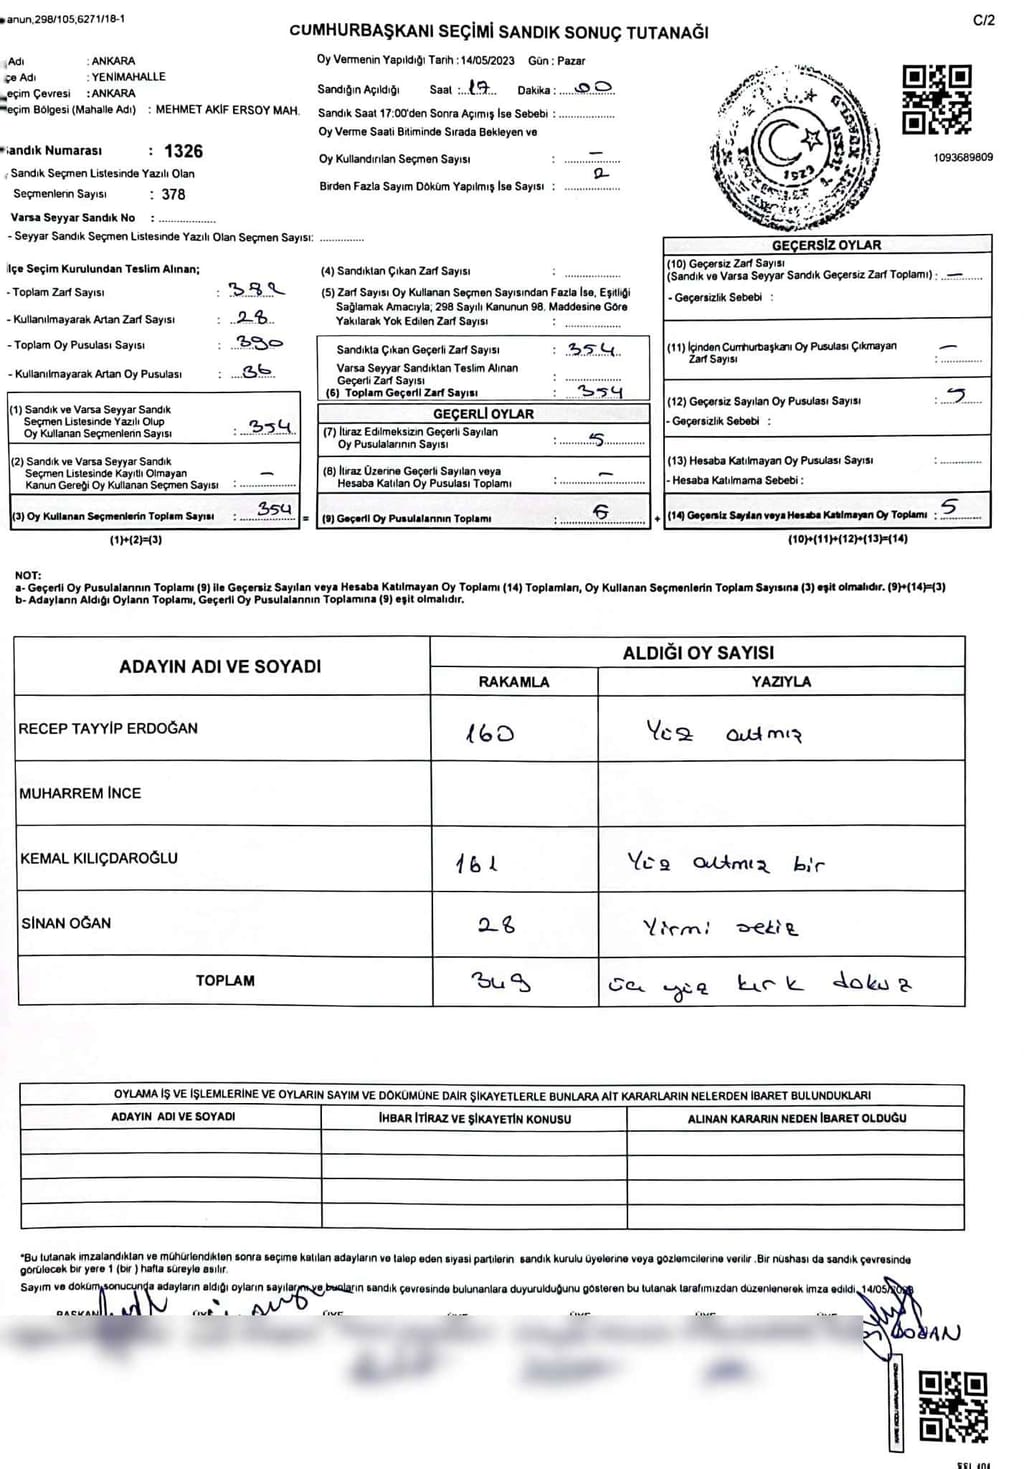 anun,298/105,6271/18-1
C/2
CUMHURBAŞKANI SEÇİMİ SANDIK SONUÇ TUTANAĞI
Adı : ANKARA
çe Adı : YENİMAHALLE
eçim Çevresi : ANKARA
eçim Bölgesi (Mahalle Adı) : MEHMET AKİF ERSOY MAH.
andık Numarası : 1326
Sandık Seçmen Listesinde Yazılı Olan
Seçmenlerin Sayısı : 378
Varsa Seyyar Sandık No : ..................
- Seyyar Sandık Seçmen Listesinde Yazılı Olan Seçmen Sayısı: ..............
Oy Vermenin Yapıldığı Tarih : 14/05/2023 Gün : Pazar
Sandığın Açıldığı Saat : 17 Dakika : 00
Sandık Saat 17:00'den Sonra Açımış İse Sebebi : ..................
Oy Verme Saati Bitiminde Sırada Bekleyen ve
Oy Kullandırılan Seçmen Sayısı : —
Birden Fazla Sayım Döküm Yapılmış İse Sayısı : 2
1093689809
İlçe Seçim Kurulundan Teslim Alınan;
- Toplam Zarf Sayısı : 382
- Kullanılmayarak Artan Zarf Sayısı : 28
- Toplam Oy Pusulası Sayısı : 390
- Kullanılmayarak Artan Oy Pusulası : 36
(1) Sandık ve Varsa Seyyar Sandık
Seçmen Listesinde Yazılı Olup
Oy Kullanan Seçmenlerin Sayısı : 354
(2) Sandık ve Varsa Seyyar Sandık
Seçmen Listesinde Kayıtlı Olmayan
Kanun Gereği Oy Kullanan Seçmen Sayısı : —
(3) Oy Kullanan Seçmenlerin Toplam Sayısı : 354 =
(1)+(2)=(3)
(4) Sandıktan Çıkan Zarf Sayısı : ..................
(5) Zarf Sayısı Oy Kullanan Seçmen Sayısından Fazla İse, Eşitliği
Sağlamak Amacıyla; 298 Sayılı Kanunun 98. Maddesine Göre
Yakılarak Yok Edilen Zarf Sayısı : ..................
Sandıkta Çıkan Geçerli Zarf Sayısı : 354
Varsa Seyyar Sandıktan Teslim Alınan
Geçerli Zarf Sayısı : ..................
(6) Toplam Geçerli Zarf Sayısı : 354
GEÇERLİ OYLAR
(7) İtiraz Edilmeksizin Geçerli Sayılan
Oy Pusulalarının Sayısı : 5
(8) İtiraz Üzerine Geçerli Sayılan veya
Hesaba Katılan Oy Pusulası Toplamı : —
(9) Geçerli Oy Pusulalarının Toplamı : +
GEÇERSİZ OYLAR
(10) Geçersiz Zarf Sayısı
(Sandık ve Varsa Seyyar Sandık Geçersiz Zarf Toplamı) : —
- Geçersizlik Sebebi :
(11) İçinden Cumhurbaşkanı Oy Pusulası Çıkmayan
Zarf Sayısı : —
(12) Geçersiz Sayılan Oy Pusulası Sayısı : 5
- Geçersizlik Sebebi :
(13) Hesaba Katılmayan Oy Pusulası Sayısı : ............
- Hesaba Katılmama Sebebi :
(14) Geçersiz Sayılan veya Hesaba Katılmayan Oy Toplamı : 5
(10)+(11)+(12)+(13)=(14)
NOT:
a- Geçerli Oy Pusulalarının Toplamı (9) ile Geçersiz Sayılan veya Hesaba Katılmayan Oy Toplamı (14) Toplamları, Oy Kullanan Seçmenlerin Toplam Sayısına (3) eşit olmalıdır. (9)+(14)=(3)
b- Adayların Aldığı Oyların Toplamı, Geçerli Oy Pusulalarının Toplamına (9) eşit olmalıdır.
ADAYIN ADI VE SOYADI ALDIĞI OY SAYISI
RAKAMLA YAZIYLA
RECEP TAYYİP ERDOĞAN 160 Yüz altmış
MUHARREM İNCE
KEMAL KILIÇDAROĞLU 161 Yüz altmış bir
SİNAN OĞAN 28 Yirmi sekiz
TOPLAM 349 üç yüz kırk dokuz
OYLAMA İŞ VE İŞLEMLERİNE VE OYLARIN SAYIM VE DÖKÜMÜNE DAİR ŞİKAYETLERLE BUNLARA AİT KARARLARIN NELERDEN İBARET BULUNDUKLARI
ADAYIN ADI VE SOYADI İHBAR İTİRAZ VE ŞİKAYETİN KONUSU ALINAN KARARIN NEDEN İBARET OLDUĞU
*Bu tutanak imzalandıktan ve mühürlendikten sonra seçime katılan adayların ve talep eden siyasi partilerin sandık kurulu üyelerine veya gözlemcilerine verilir .Bir nüshası da sandık çevresinde
görülecek bir yere 1 (bir ) hafta süreyle asılır.
Sayım ve döküm sonucunda adayların aldığı oyların sayılarını ve bunların sandık çevresinde bulunanlara duyurulduğunu gösteren bu tutanak tarafımızdan düzenlenerek imza edildi. 14/05/2023
BAŞKAN ÜYE ÜYE ÜYE ÜYE
DOĞAN